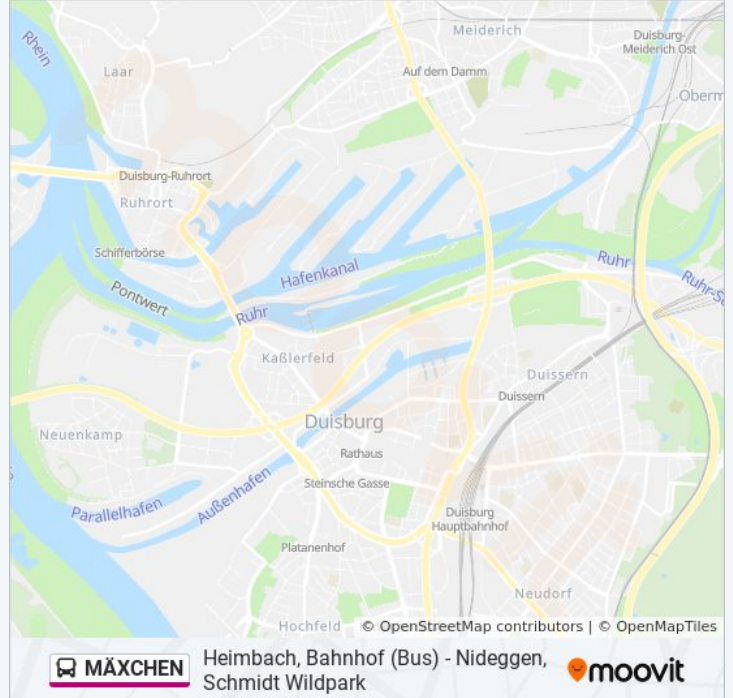 Meiderich
Duisburg-
Meiderich Ost
Rhein
Laar
Auf dem Damm
Duisburg-Ruhrort
Ruhrort
Schifferbörse
Hafenkanal
Ruhr
Pontwert
Ruhr
Kaßlerfeld
Duissern
Duissern
Duisburg
Neuenkamp
Rathaus
Steinsche Gasse
Außenhafen
Parallelhafen
Duisburg
Hauptbahnhof
Platanenhof
Neudorf
Hochfeld
© OpenStreetMap contributors | © OpenMapTiles
MÄXCHEN
Heimbach, Bahnhof (Bus) - Nideggen,
Schmidt Wildpark
moovit